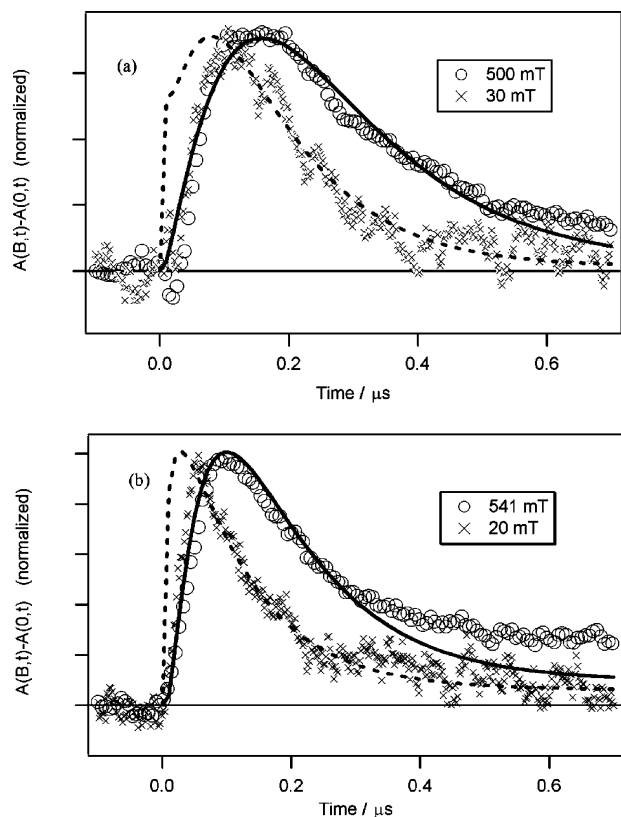 (a)
500 mT
30 mT
A(B,t)-A(0,t) (normalized)
0.0 0.2 0.4 0.6
Time / μs
(b)
541 mT
20 mT
A(B,t)-A(0,t) (normalized)
0.0 0.2 0.4 0.6
Time / μs